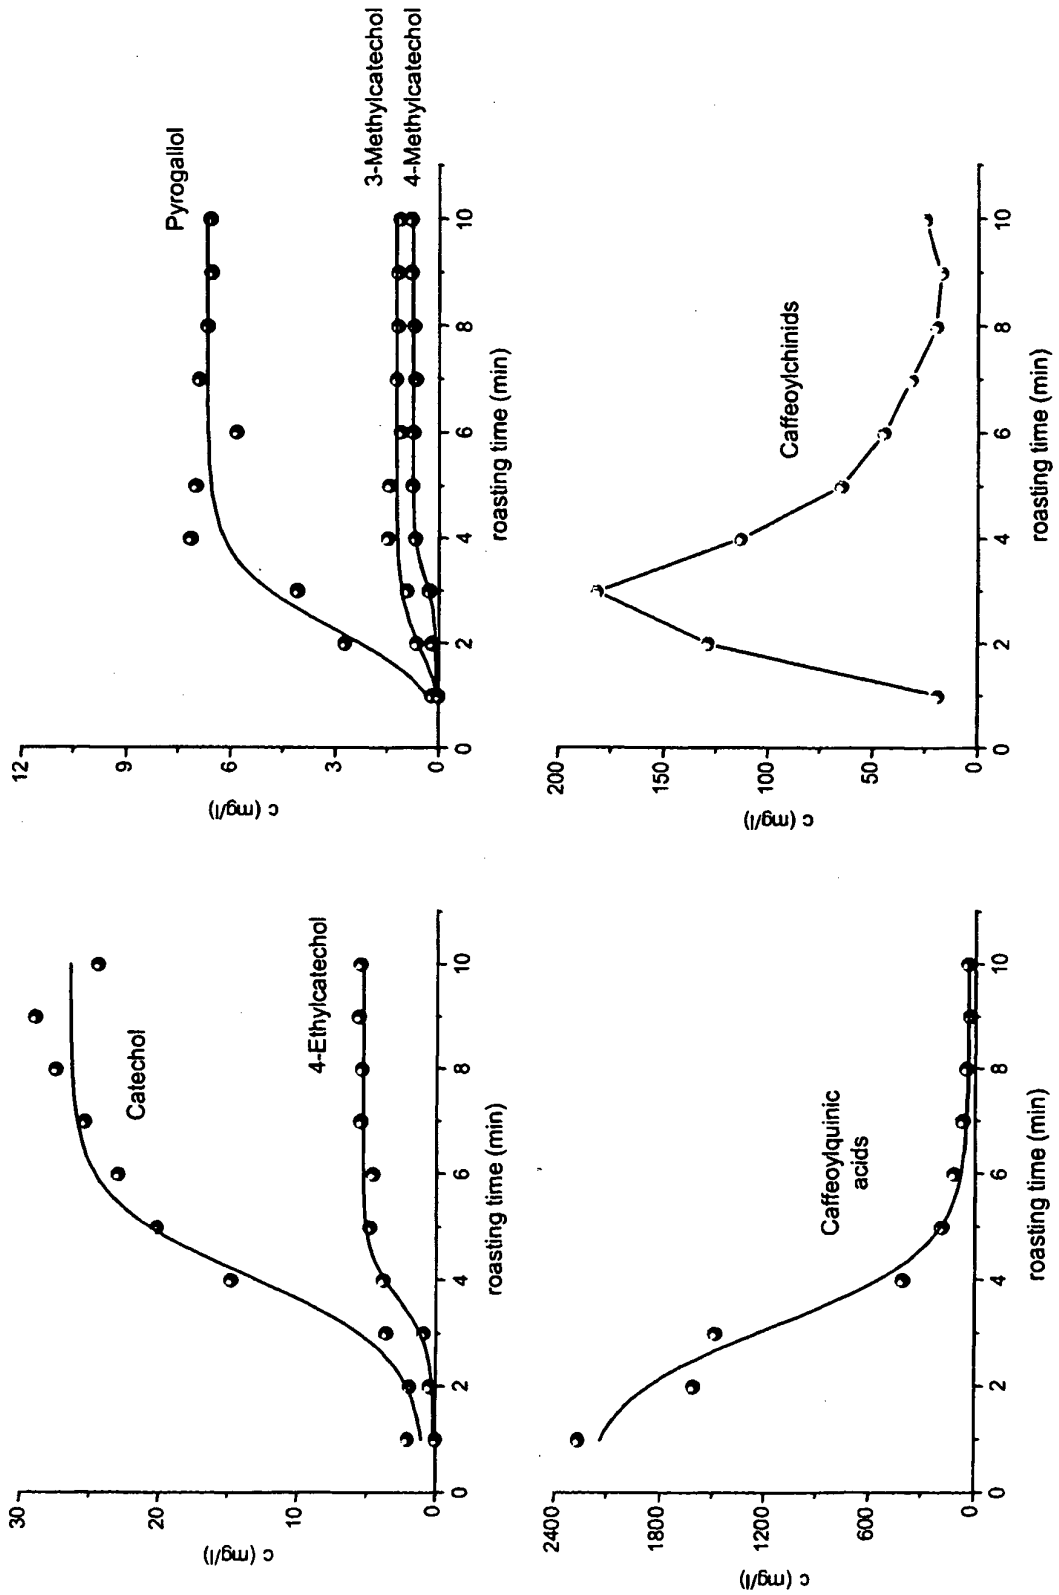 30
20
10
0
c (mg/l)
Catechol
4-Ethylcatechol
0
2
4
6
8
10
roasting time (min)
12
9
6
3
0
c (mg/l)
Pyrogallol
3-Methylcatechol
4-Methylcatechol
0
2
4
6
8
10
roasting time (min)
2400
1800
1200
600
0
c (mg/l)
Caffeoylquinic
acids
0
2
4
6
8
10
roasting time (min)
200
150
100
50
0
c (mg/l)
Caffeoylchinids
0
2
4
6
8
10
roasting time (min)